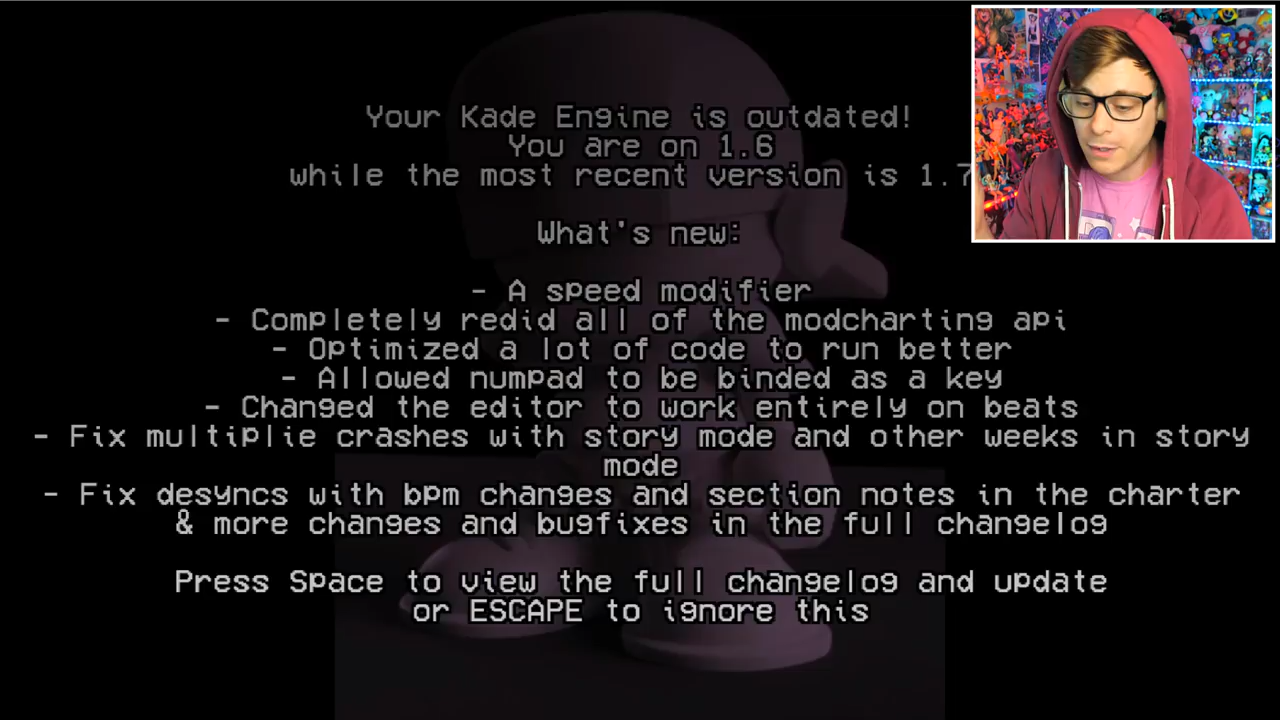 Your Kade Engine is outdated!
You are on 1.6
while the most recent version is 1.7
What's new:
- A speed modifier
- Completely redid all of the modcharting api
- Optimized a lot of code to run better
- Allowed numpad to be binded as a key
- Changed the editor to work entirely on beats
- Fix multiplie crashes with story mode and other weeks in story
mode
- Fix desyncs with bpm changes and section notes in the charter
& more changes and bugfixes in the full changelog
Press Space to view the full changelog and update
or ESCAPE to ignore this